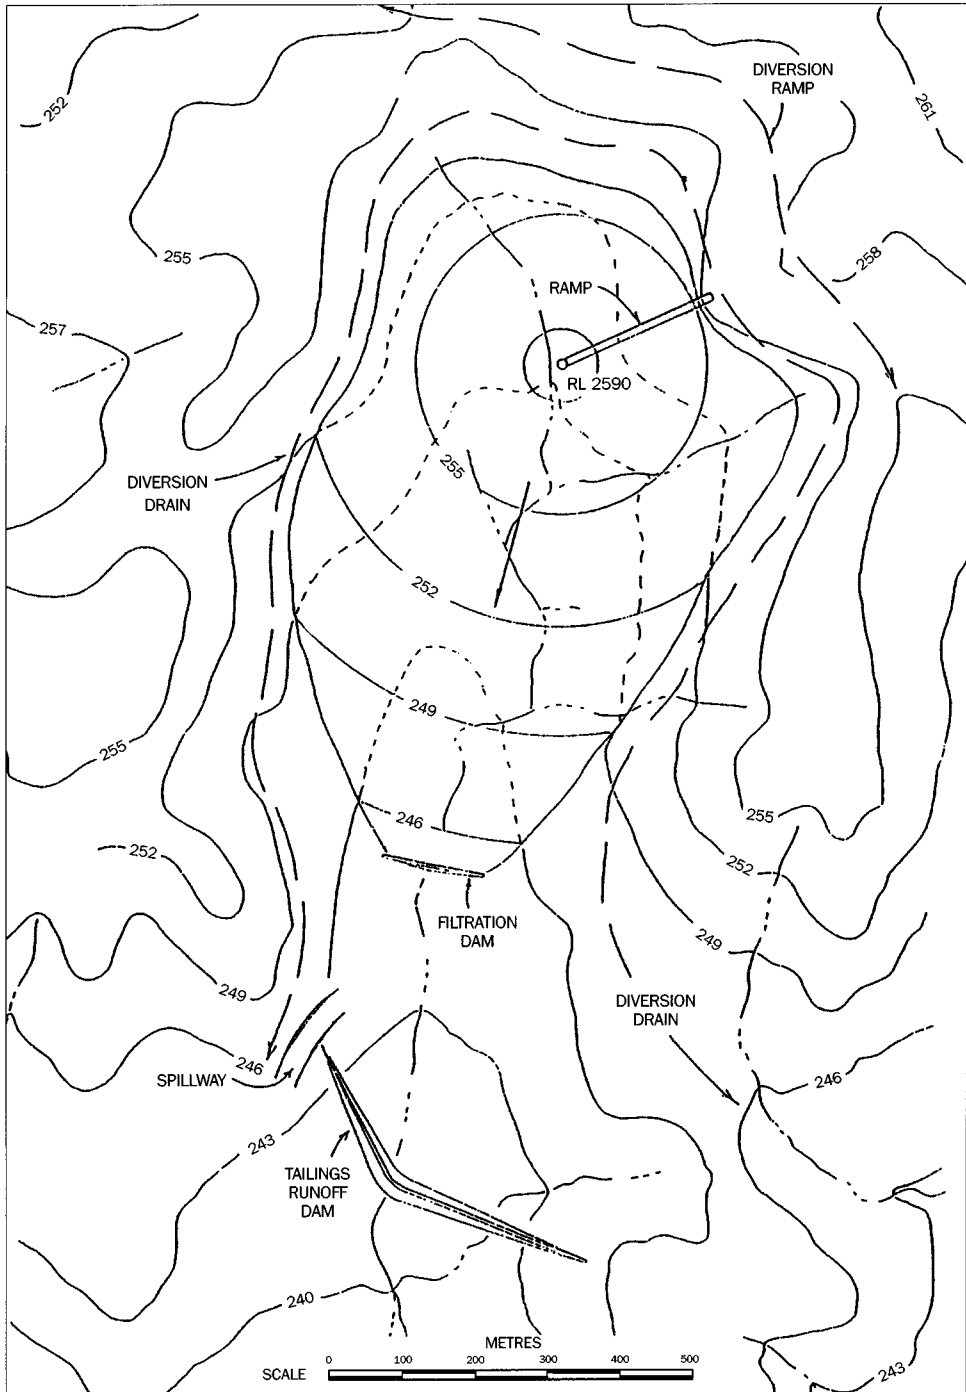 DIVERSION
RAMP
252
261
255
258
257
RAMP
RL 2590
255
DIVERSION
DRAIN
252
249
255
246
255
252
252
FILTRATION
DAM
249
249
DIVERSION
DRAIN
246
SPILLWAY
246
243
TAILINGS
RUNOFF
DAM
240
METRES
SCALE
0 100 200 300 400 500
243